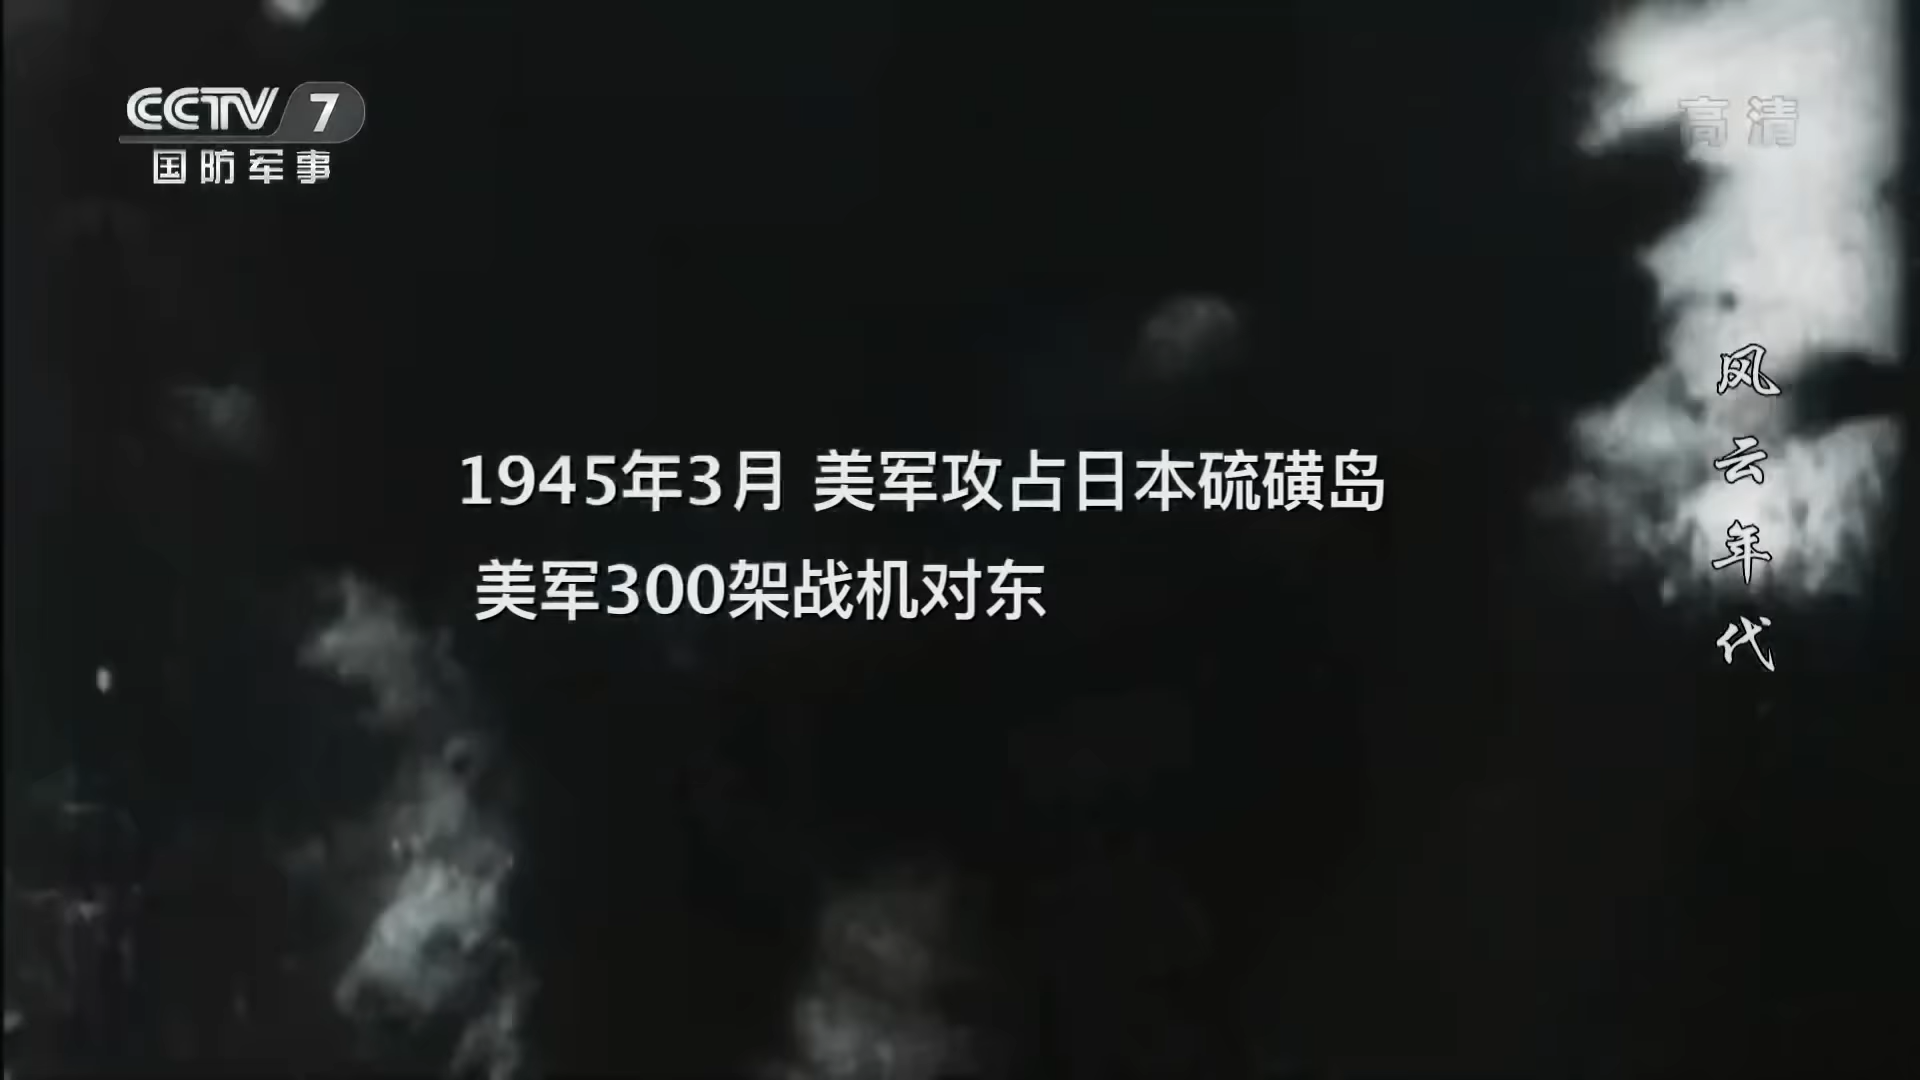 CCTV 7
国防军事
高清
1945年3月 美军攻占日本硫磺岛
美军300架战机对东
风云年代